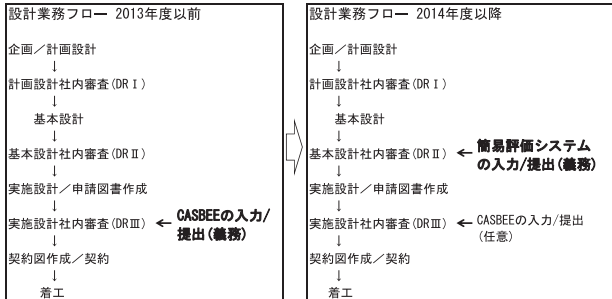 設計業務フロー 2013年度以前
企画／計画設計
↓
計画設計社内審査(DRⅠ)
↓
基本設計
↓
基本設計社内審査(DRⅡ)
↓
実施設計／申請図書作成
↓
実施設計社内審査(DRⅢ) ← CASBEEの入力/
提出(義務)
↓
契約図作成／契約
↓
着工
設計業務フロー 2014年度以降
企画／計画設計
↓
計画設計社内審査(DRⅠ)
↓
基本設計
↓
基本設計社内審査(DRⅡ) ← 簡易評価システム
の入力/提出(義務)
↓
実施設計／申請図書作成
↓
実施設計社内審査(DRⅢ) ← CASBEEの入力/提出
(任意)
↓
契約図作成／契約
↓
着工